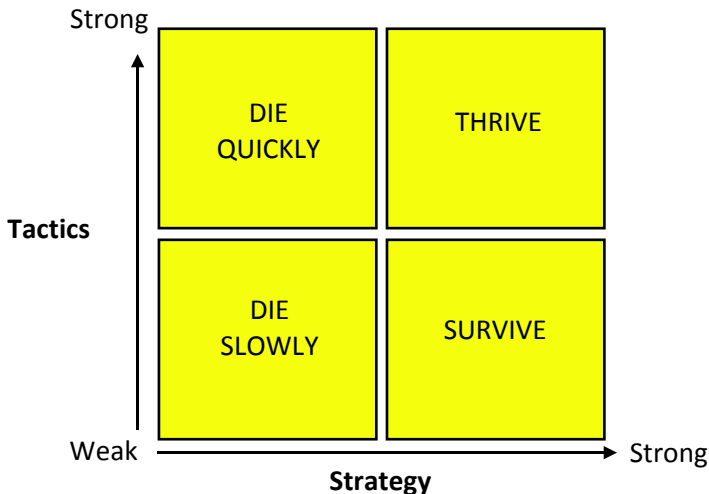 Strong
DIE
QUICKLY
THRIVE
Tactics
DIE
SLOWLY
SURVIVE
Weak
Strong
Strategy